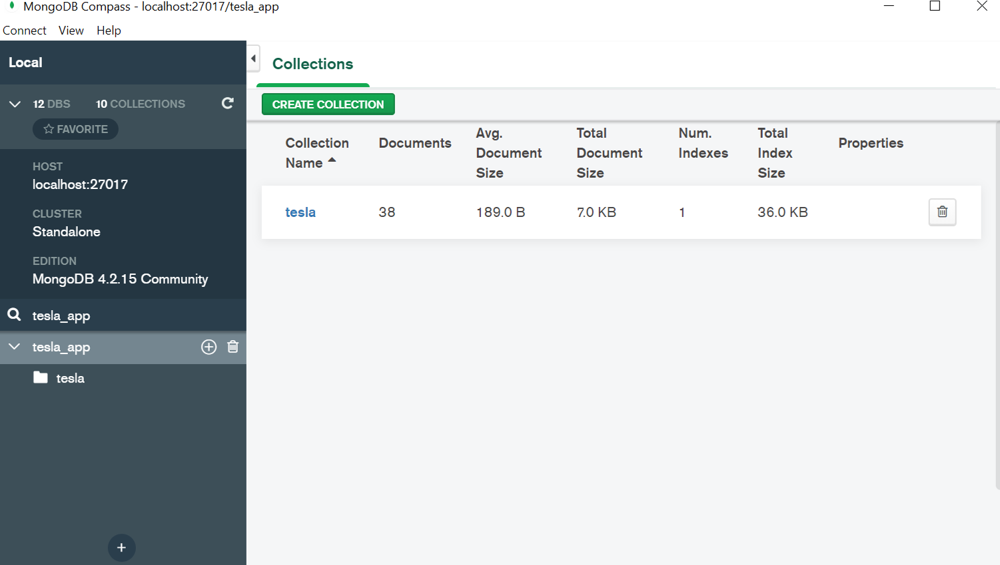 MongoDB Compass - localhost:27017/tesla_app
Connect View Help
Local
12 DBS 10 COLLECTIONS
FAVORITE
HOST
localhost:27017
CLUSTER
Standalone
EDITION
MongoDB 4.2.15 Community
tesla_app
tesla_app
tesla
Collections
CREATE COLLECTION
Collection Name
Documents
Avg. Document Size
Total Document Size
Num. Indexes
Total Index Size
Properties
tesla 38 189.0 B 7.0 KB 1 36.0 KB